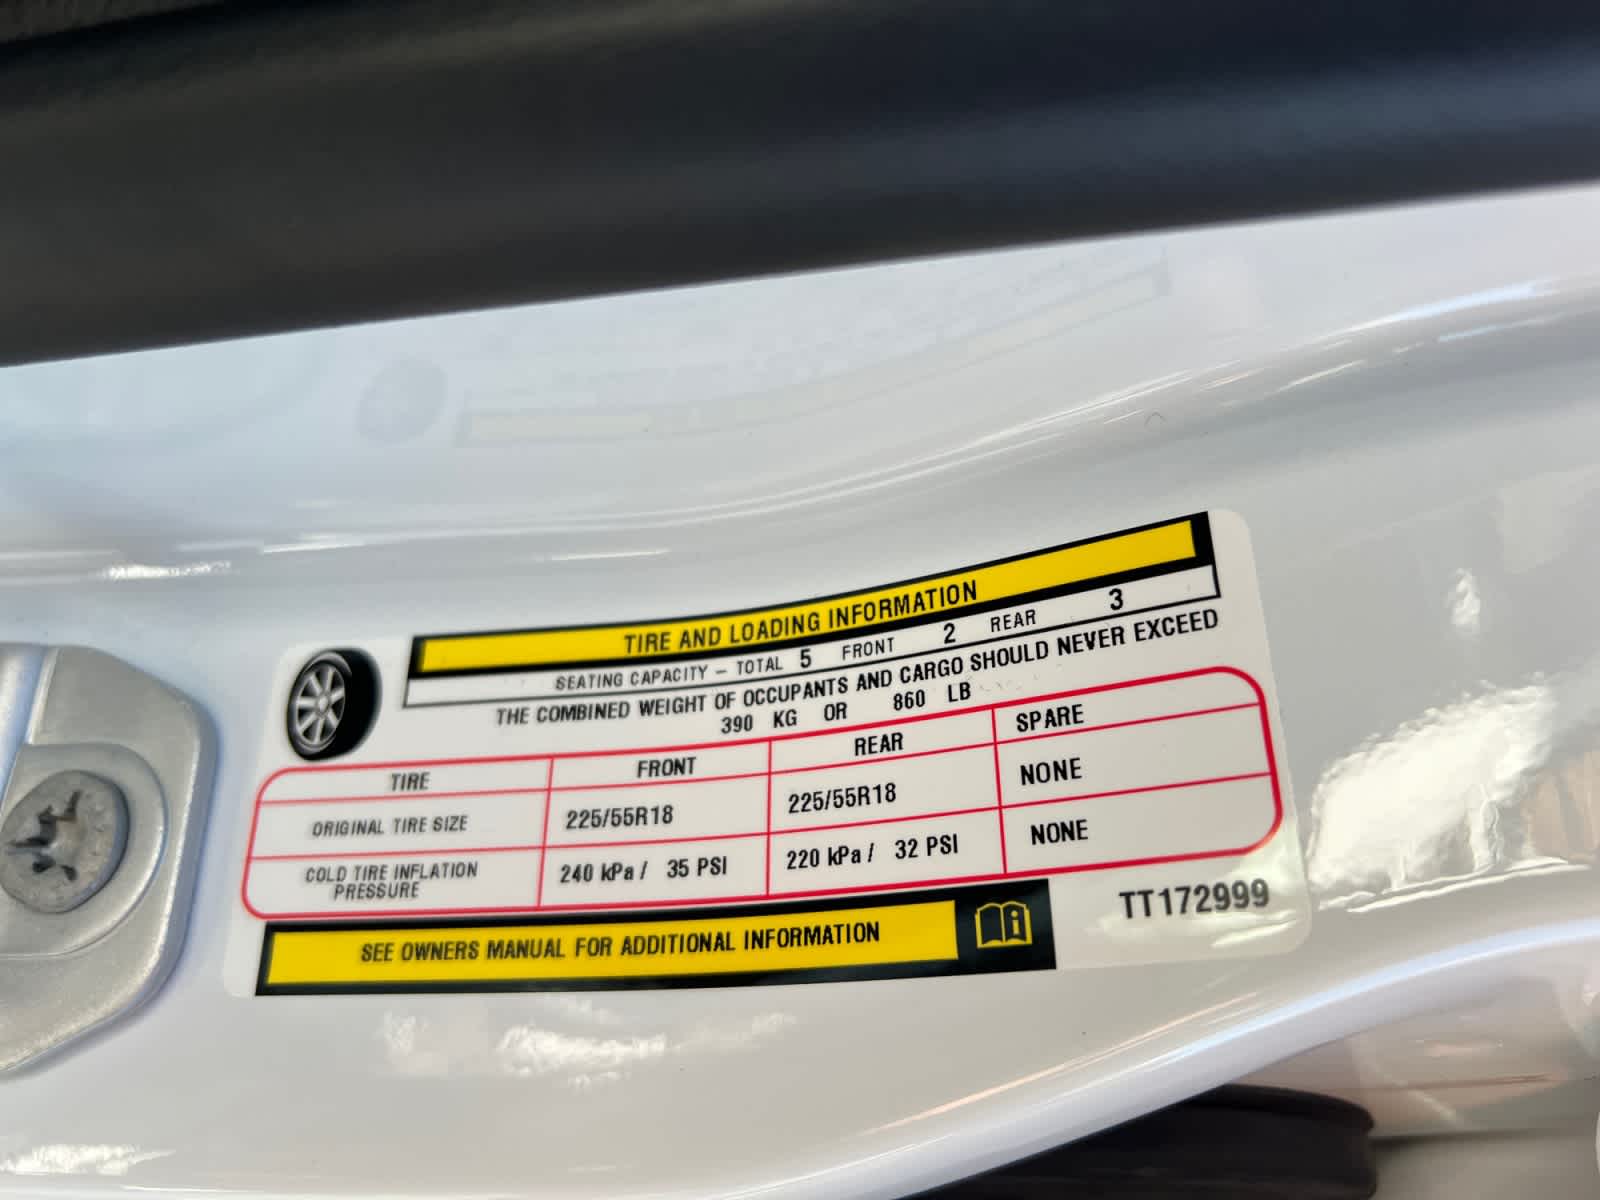 TIRE AND LOADING INFORMATION
SEATING CAPACITY – TOTAL 5 FRONT 2 REAR 3
THE COMBINED WEIGHT OF OCCUPANTS AND CARGO SHOULD NEVER EXCEED
390 KG OR 860 LB
TIRE FRONT REAR SPARE
ORIGINAL TIRE SIZE 225/55R18 225/55R18 NONE
COLD TIRE INFLATION
PRESSURE 240 kPa / 35 PSI 220 kPa / 32 PSI NONE
SEE OWNERS MANUAL FOR ADDITIONAL INFORMATION
TT172999